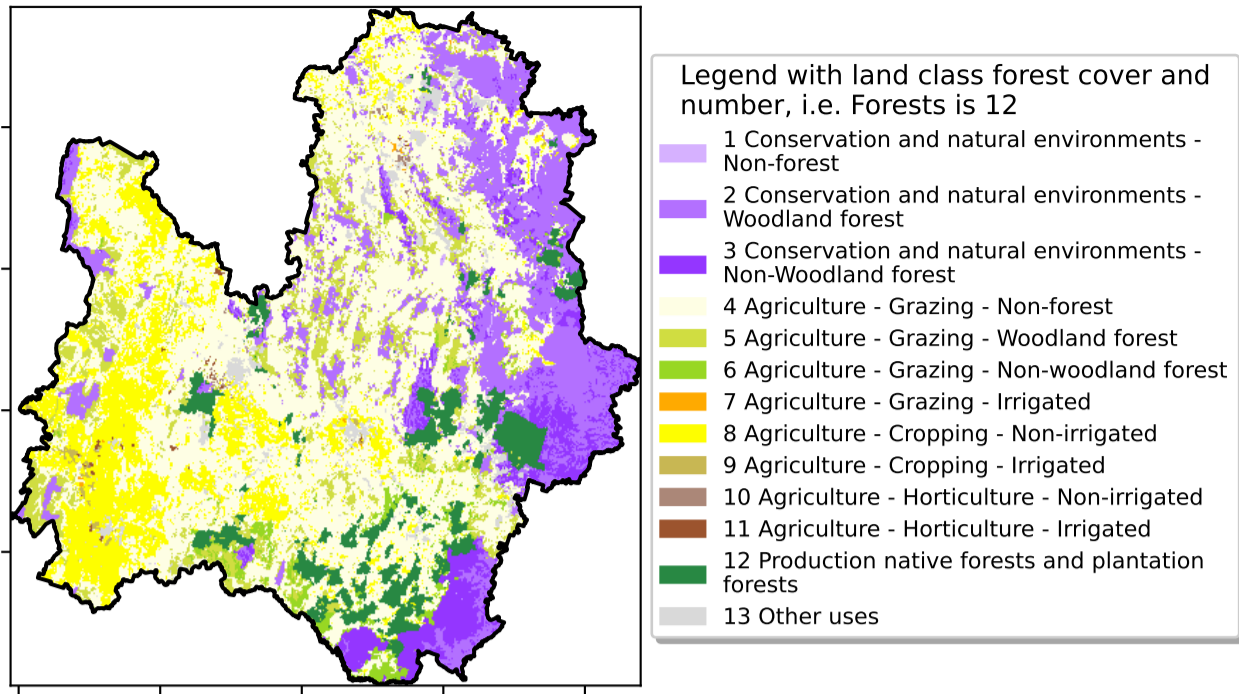 Legend with land class forest cover and
number, i.e. Forests is 12
1 Conservation and natural environments -
Non-forest
2 Conservation and natural environments -
Woodland forest
3 Conservation and natural environments -
Non-Woodland forest
4 Agriculture - Grazing - Non-forest
5 Agriculture - Grazing - Woodland forest
6 Agriculture - Grazing - Non-woodland forest
7 Agriculture - Grazing - Irrigated
8 Agriculture - Cropping - Non-irrigated
9 Agriculture - Cropping - Irrigated
10 Agriculture - Horticulture - Non-irrigated
11 Agriculture - Horticulture - Irrigated
12 Production native forests and plantation
forests
13 Other uses